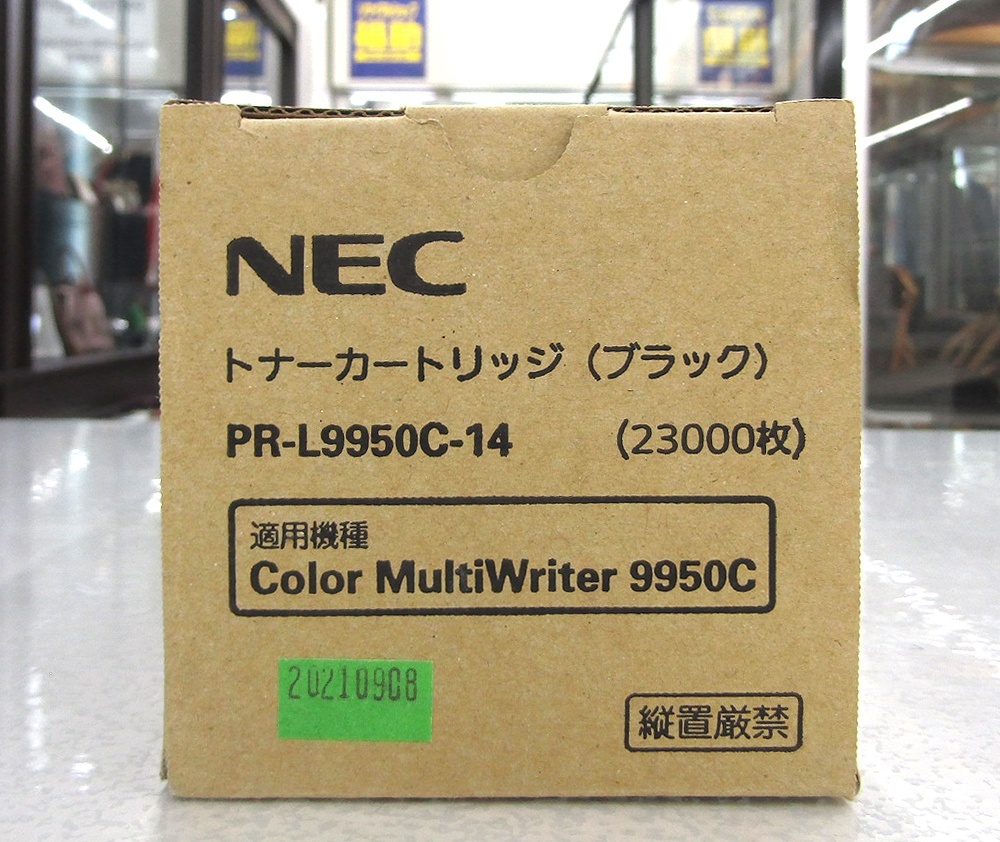 NEC
トナーカートリッジ（ブラック）
PR-L9950C-14 (23000枚)
適用機種
Color MultiWriter 9950C
20210908
縦置厳禁